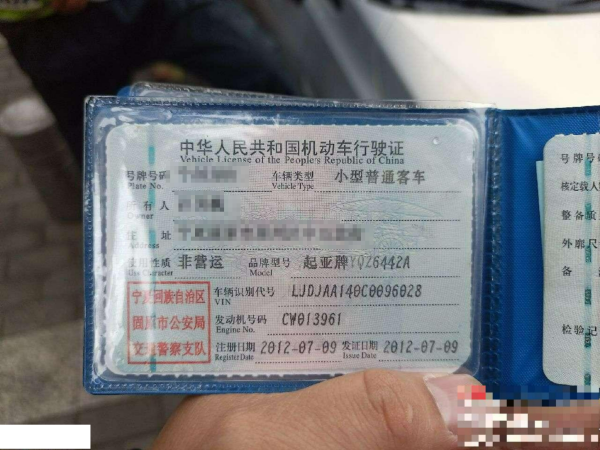 中华人民共和国机动车行驶证
Vehicle License of the People's Republic of China
号牌号码
Plate No.
车辆类型 小型普通客车
Vehicle Type
所有人
Owner
住 址
Address
使用性质 非营运
Use Character
品牌型号 起亚牌YQZ6442A
Model
宁夏回族自治区
固原市公安局
交通警察支队
车辆识别代号 LJDJAA140C0096028
VIN
发动机号码 CW013961
Engine No.
注册日期 2012-07-09
Register Date
发证日期 2012-07-09
Issue Date
号牌号
核定载人
整备质
外廓尺
备
检验记